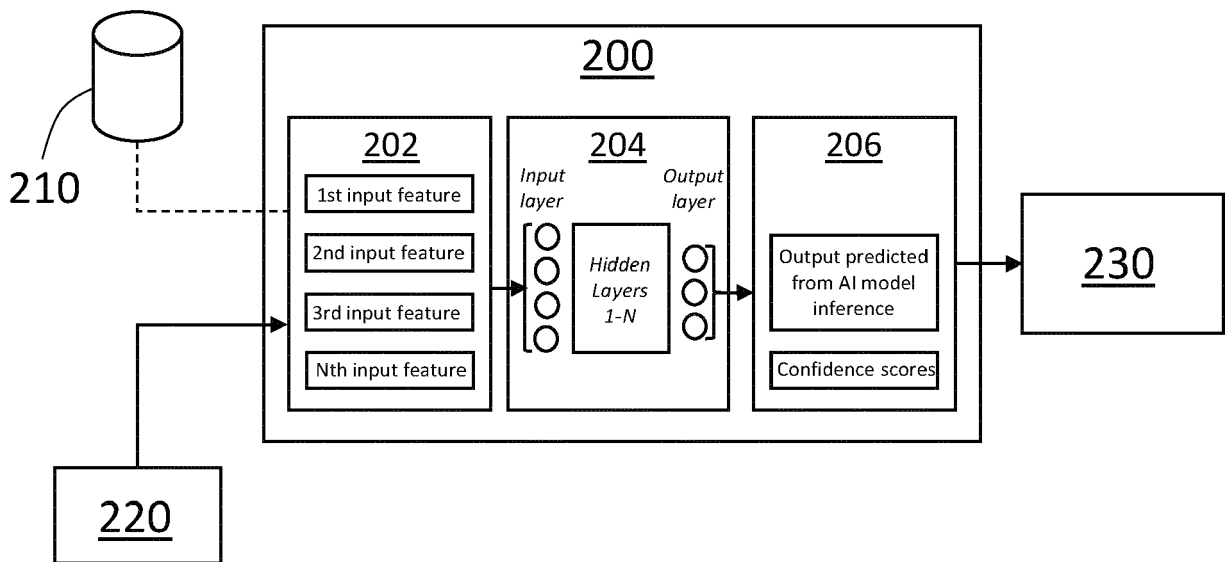 200
210
202
1st input feature
2nd input feature
3rd input feature
Nth input feature
204
Input
layer
Output
layer
Hidden
Layers
1-N
206
Output predicted
from AI model
inference
Confidence scores
230
220